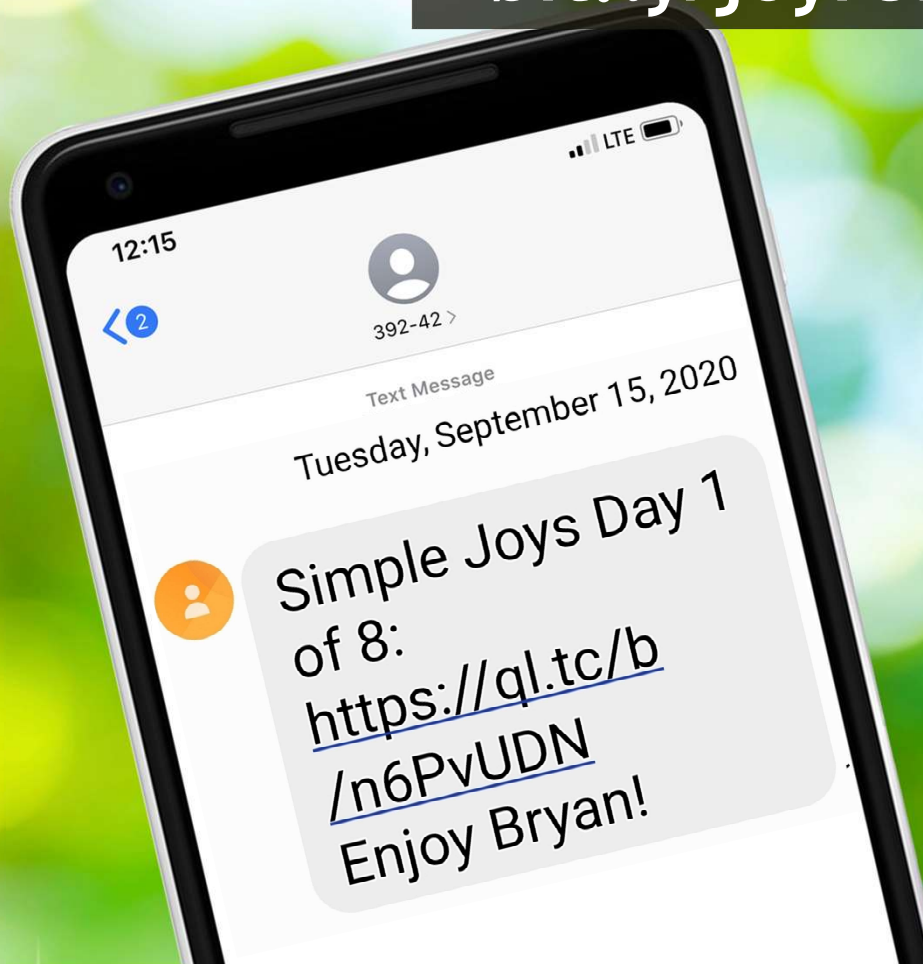 12:15
LTE
2
392-42 >
Text Message
Tuesday, September 15, 2020
Simple Joys Day 1
of 8:
https://ql.tc/b
/n6PvUDN
Enjoy Bryan!